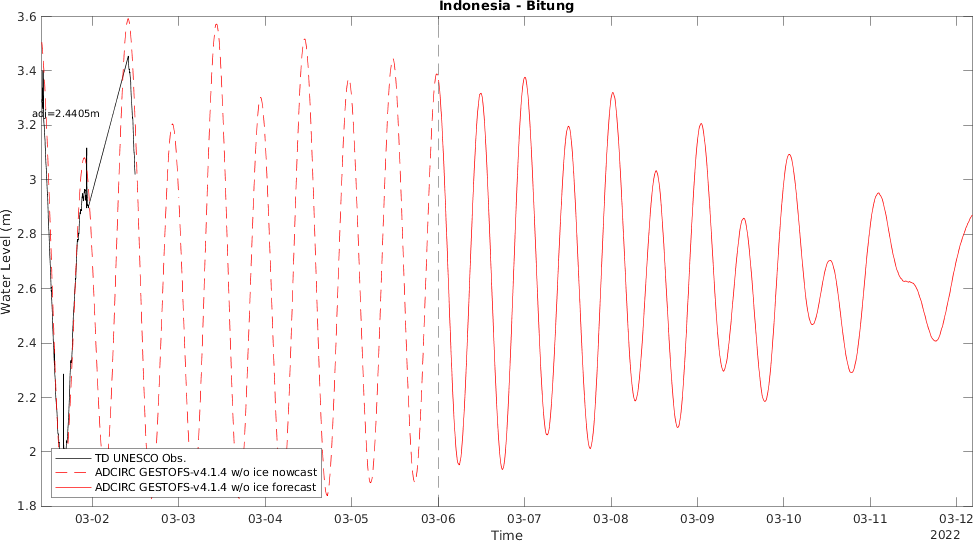 Indonesia - Bitung
3.6
3.4
3.2
3
2.8
2.6
2.4
2.2
2
1.8
Water Level (m)
adj=2.4405m
TD UNESCO Obs.
ADCIRC GESTOFS-v4.1.4 w/o ice nowcast
ADCIRC GESTOFS-v4.1.4 w/o ice forecast
03-02 03-03 03-04 03-05 03-06 03-07 03-08 03-09 03-10 03-11 03-12
Time
2022